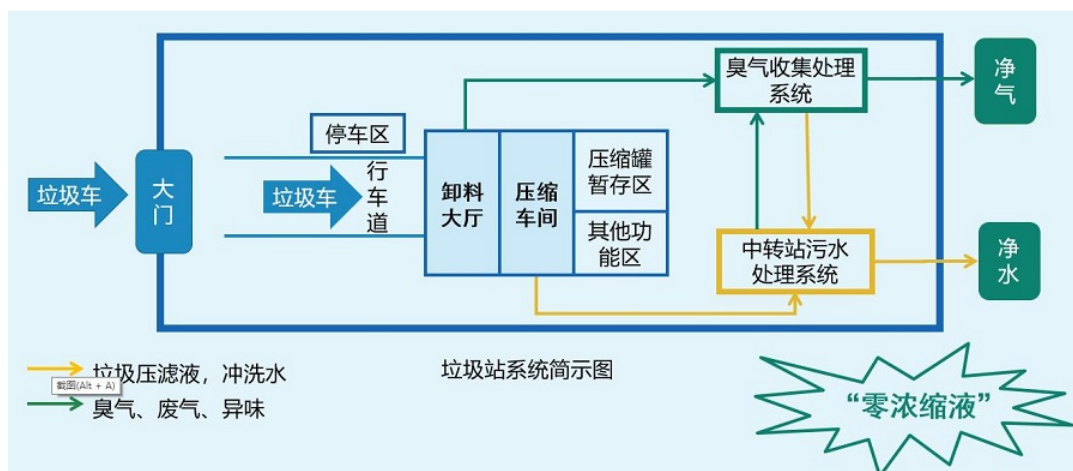 臭气收集处理
系统
净
气
停车区
垃圾车
大
门
垃圾车
行
车
道
卸料
大厅
压缩
车间
压缩罐
暂存区
其他功
能区
中转站污水
处理系统
净
水
垃圾压滤液，冲洗水
截图(Alt + A)
臭气、废气、异味
垃圾站系统简示图
“零浓缩液”